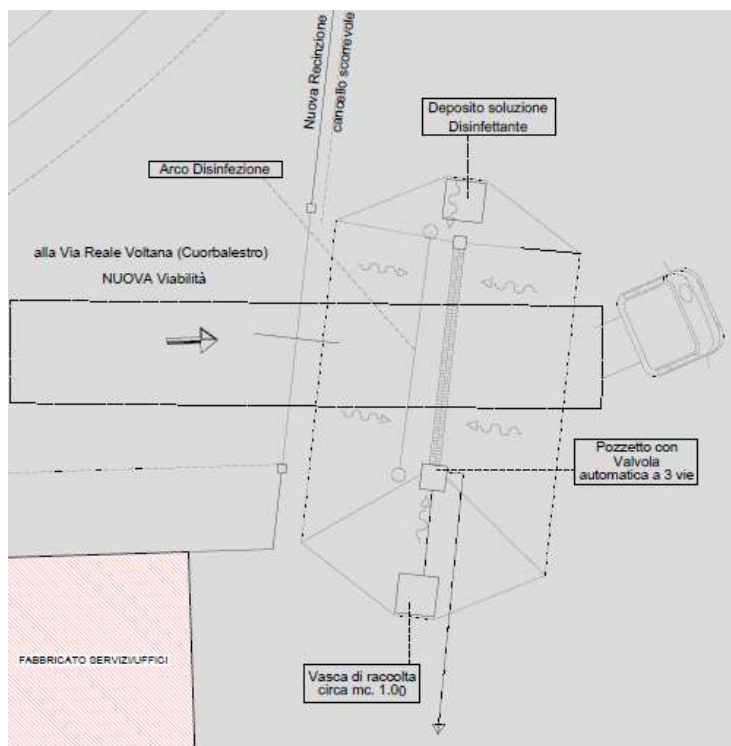 Nuova Recinzione
cancello scorrevole
Deposito soluzione
Disinfettante
Arco Disinfezione
alla Via Reale Voltana (Cuorbalestro)
NUOVA Viabilità
Pozzetto con
Valvola
automatica a 3 vie
FABBRICATO SERVIZI/UFFICI
Vasca di raccolta
circa mc. 1.00